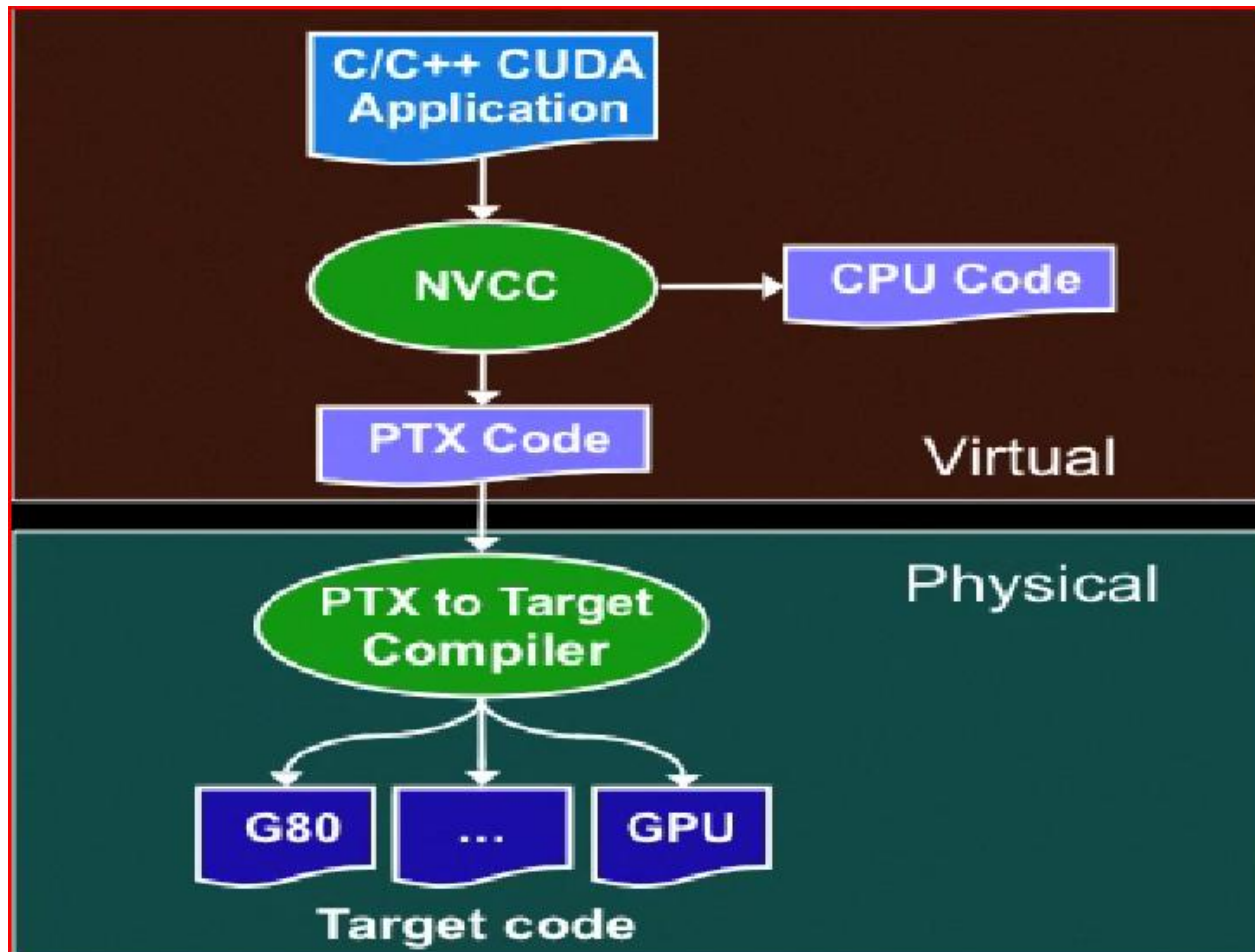 C/C++ CUDA
Application
NVCC
CPU Code
PTX Code
Virtual
Physical
PTX to Target
Compiler
G80
...
GPU
Target code